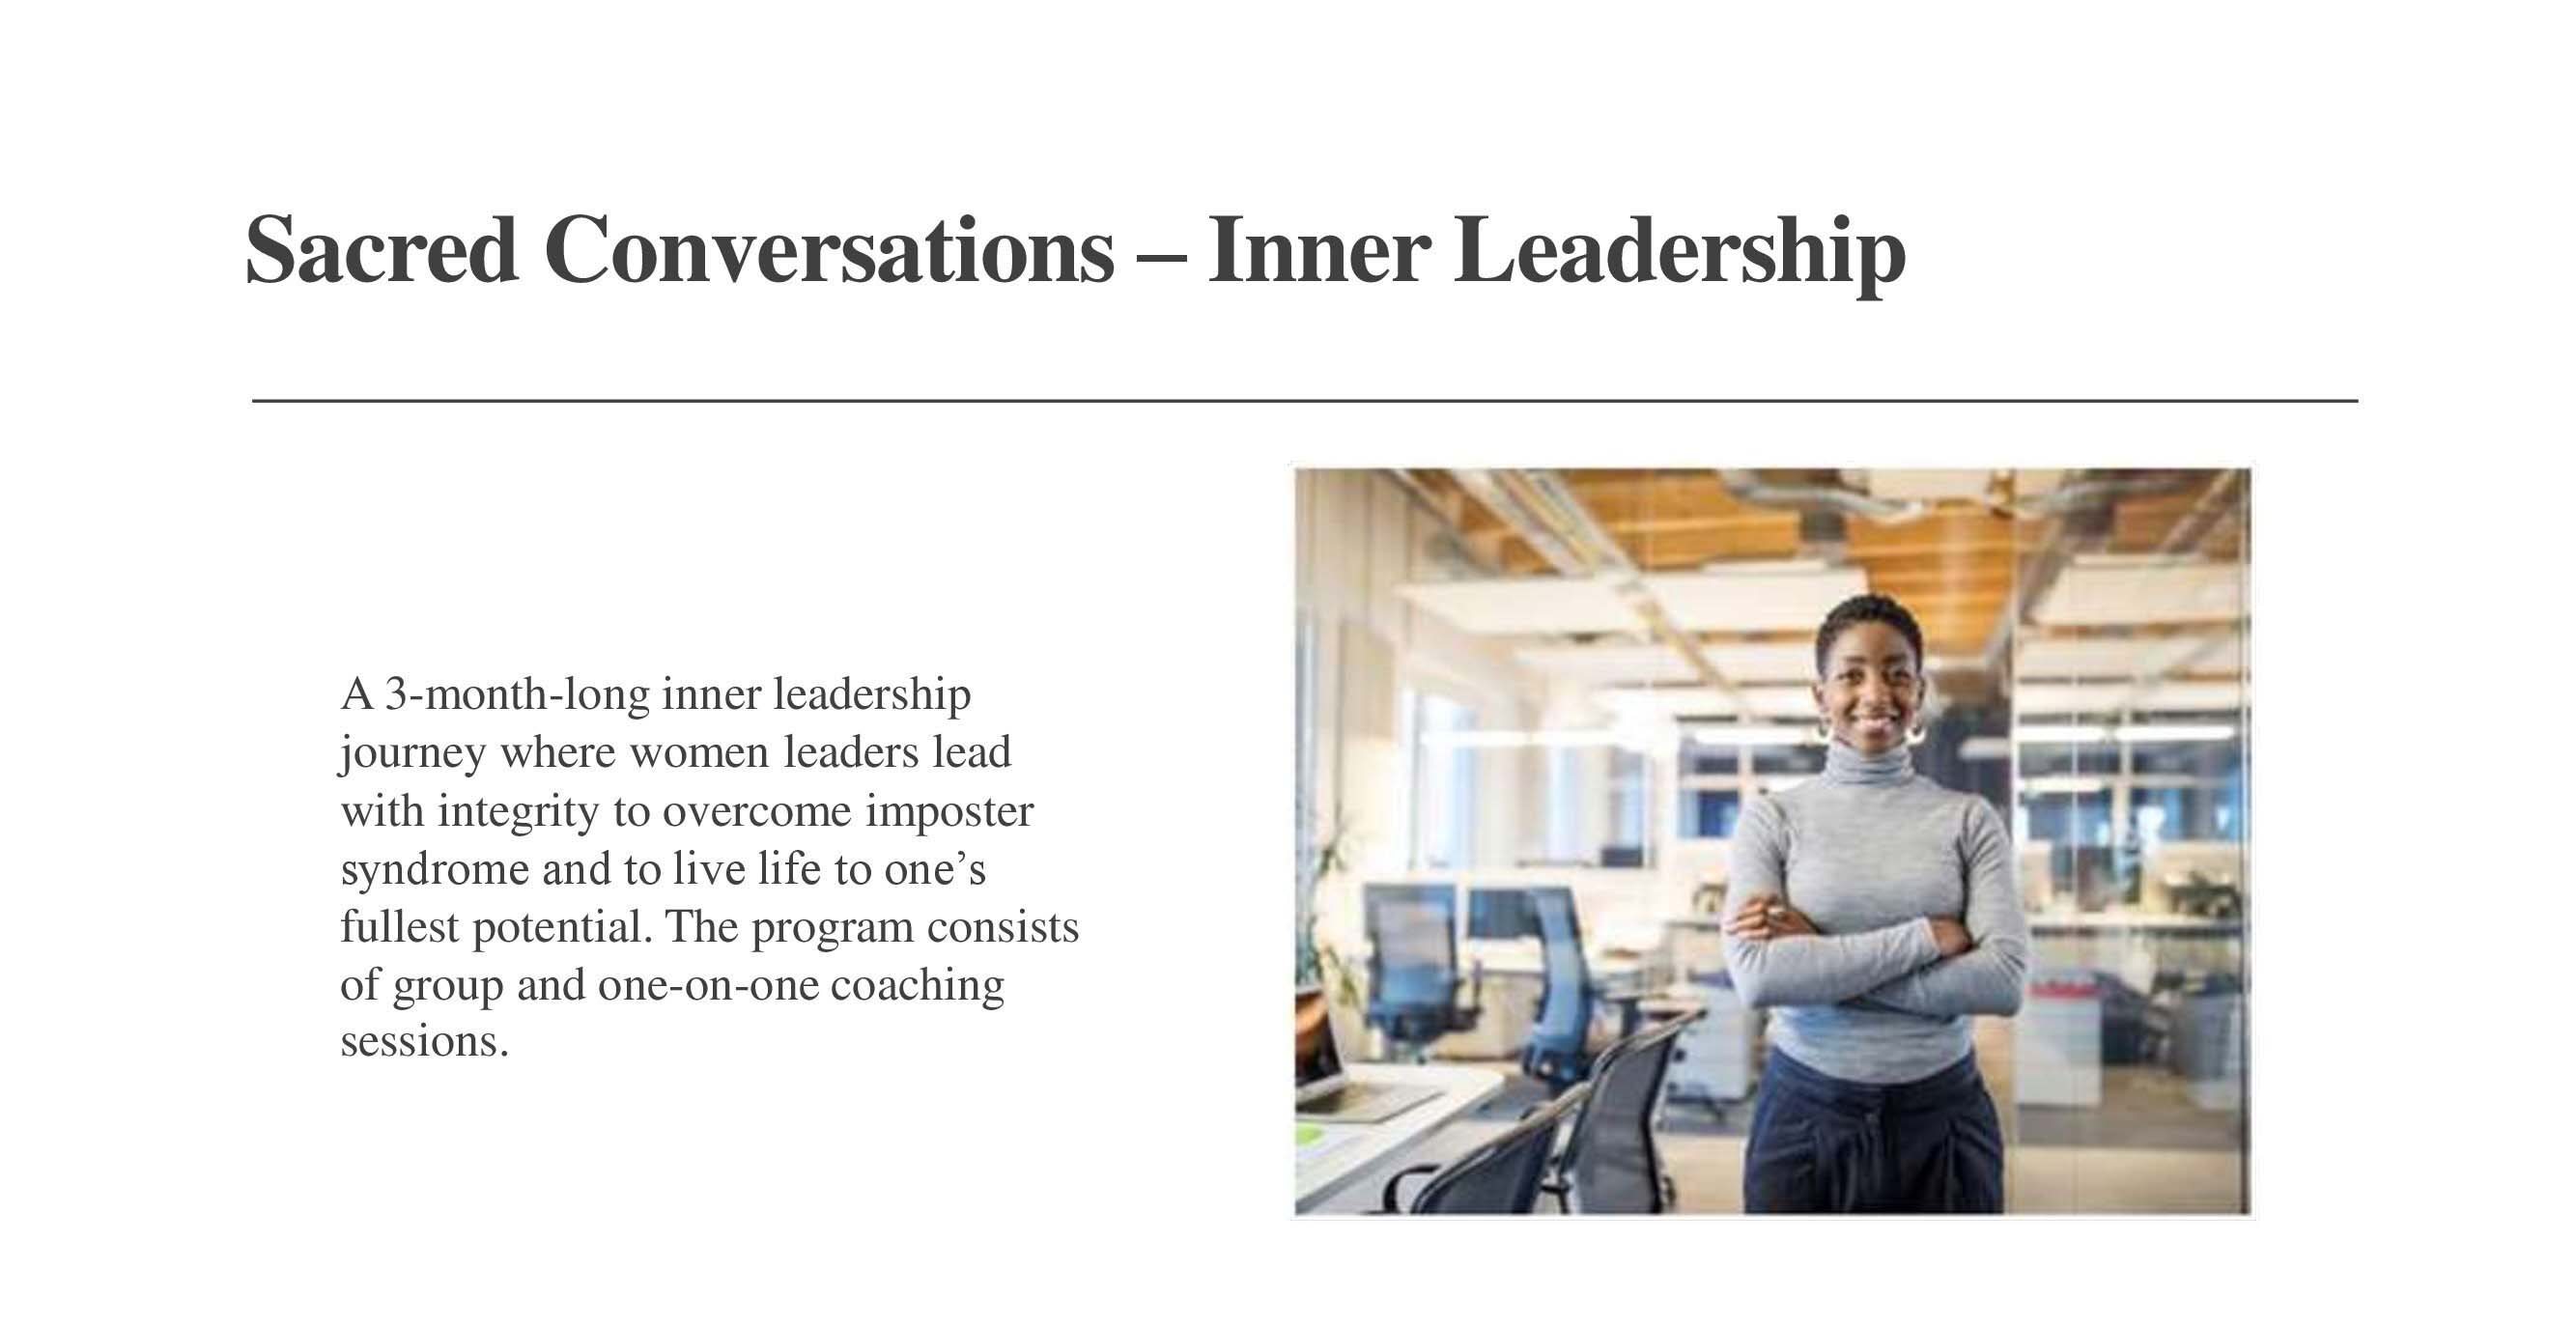 Sacred Conversations – Inner Leadership
A 3-month-long inner leadership
journey where women leaders lead
with integrity to overcome imposter
syndrome and to live life to one’s
fullest potential. The program consists
of group and one-on-one coaching
sessions.